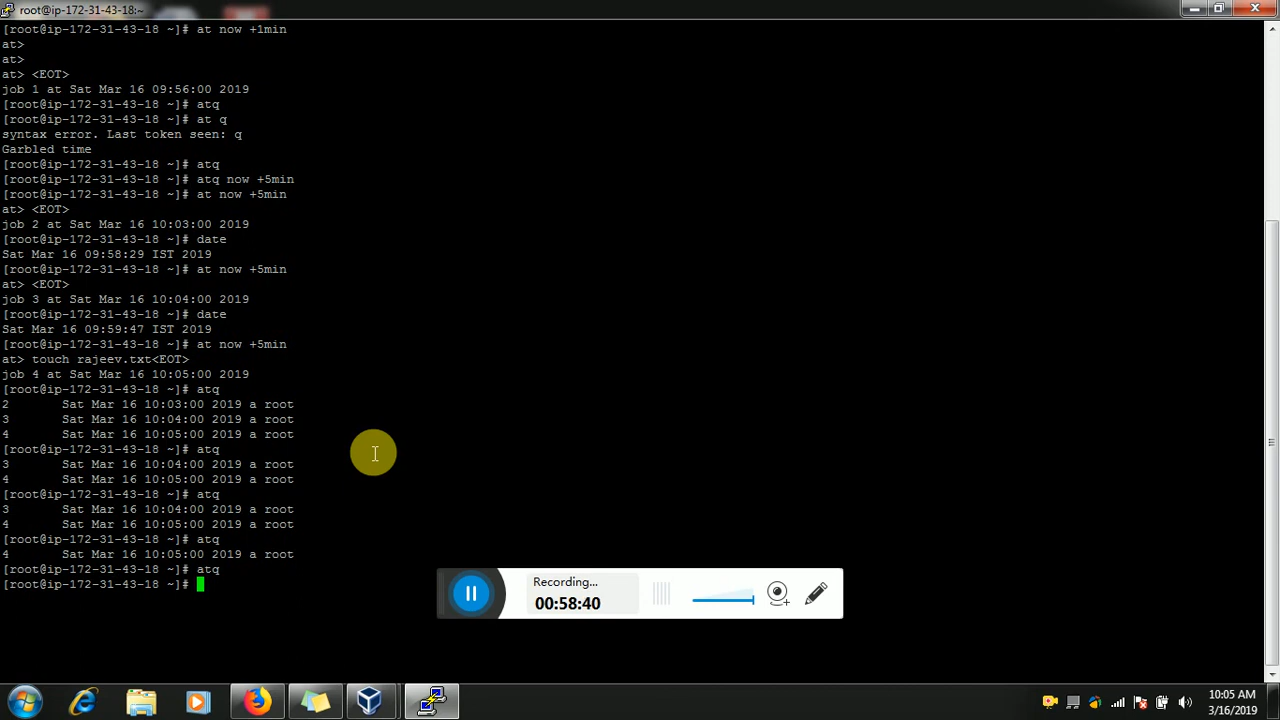 root@ip-172-31-43-18:~
[root@ip-172-31-43-18 ~]# at now +1min
at>
at>
at> <EOT>
job 1 at Sat Mar 16 09:56:00 2019
[root@ip-172-31-43-18 ~]# atq
[root@ip-172-31-43-18 ~]# at q
syntax error. Last token seen: q
Garbled time
[root@ip-172-31-43-18 ~]# atq
[root@ip-172-31-43-18 ~]# atq now +5min
[root@ip-172-31-43-18 ~]# at now +5min
at> <EOT>
job 2 at Sat Mar 16 10:03:00 2019
[root@ip-172-31-43-18 ~]# date
Sat Mar 16 09:58:29 IST 2019
[root@ip-172-31-43-18 ~]# at now +5min
at> <EOT>
job 3 at Sat Mar 16 10:04:00 2019
[root@ip-172-31-43-18 ~]# date
Sat Mar 16 09:59:47 IST 2019
[root@ip-172-31-43-18 ~]# at now +5min
at> touch rajeev.txt<EOT>
job 4 at Sat Mar 16 10:05:00 2019
[root@ip-172-31-43-18 ~]# atq
2       Sat Mar 16 10:03:00 2019 a root
3       Sat Mar 16 10:04:00 2019 a root
4       Sat Mar 16 10:05:00 2019 a root
[root@ip-172-31-43-18 ~]# atq
3       Sat Mar 16 10:04:00 2019 a root
4       Sat Mar 16 10:05:00 2019 a root
[root@ip-172-31-43-18 ~]# atq
3       Sat Mar 16 10:04:00 2019 a root
4       Sat Mar 16 10:05:00 2019 a root
[root@ip-172-31-43-18 ~]# atq
4       Sat Mar 16 10:05:00 2019 a root
[root@ip-172-31-43-18 ~]# atq
[root@ip-172-31-43-18 ~]#
Recording...
00:58:40
10:05 AM
3/16/2019